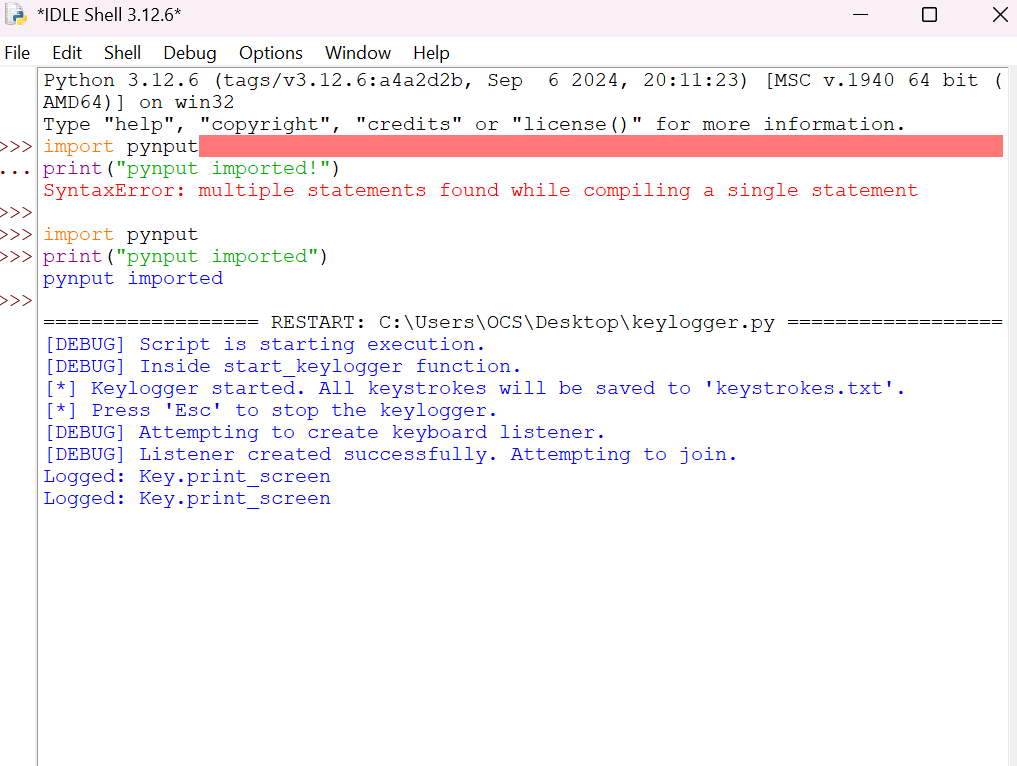 *IDLE Shell 3.12.6*
File Edit Shell Debug Options Window Help
Python 3.12.6 (tags/v3.12.6:a4a2d2b, Sep  6 2024, 20:11:23) [MSC v.1940 64 bit (
AMD64)] on win32
Type "help", "copyright", "credits" or "license()" for more information.
>>> import pynput
... print("pynput imported!")
SyntaxError: multiple statements found while compiling a single statement
>>>
>>> import pynput
>>> print("pynput imported")
pynput imported
>>>
================== RESTART: C:\Users\OCS\Desktop\keylogger.py ==================
[DEBUG] Script is starting execution.
[DEBUG] Inside start_keylogger function.
[*] Keylogger started. All keystrokes will be saved to 'keystrokes.txt'.
[*] Press 'Esc' to stop the keylogger.
[DEBUG] Attempting to create keyboard listener.
[DEBUG] Listener created successfully. Attempting to join.
Logged: Key.print_screen
Logged: Key.print_screen